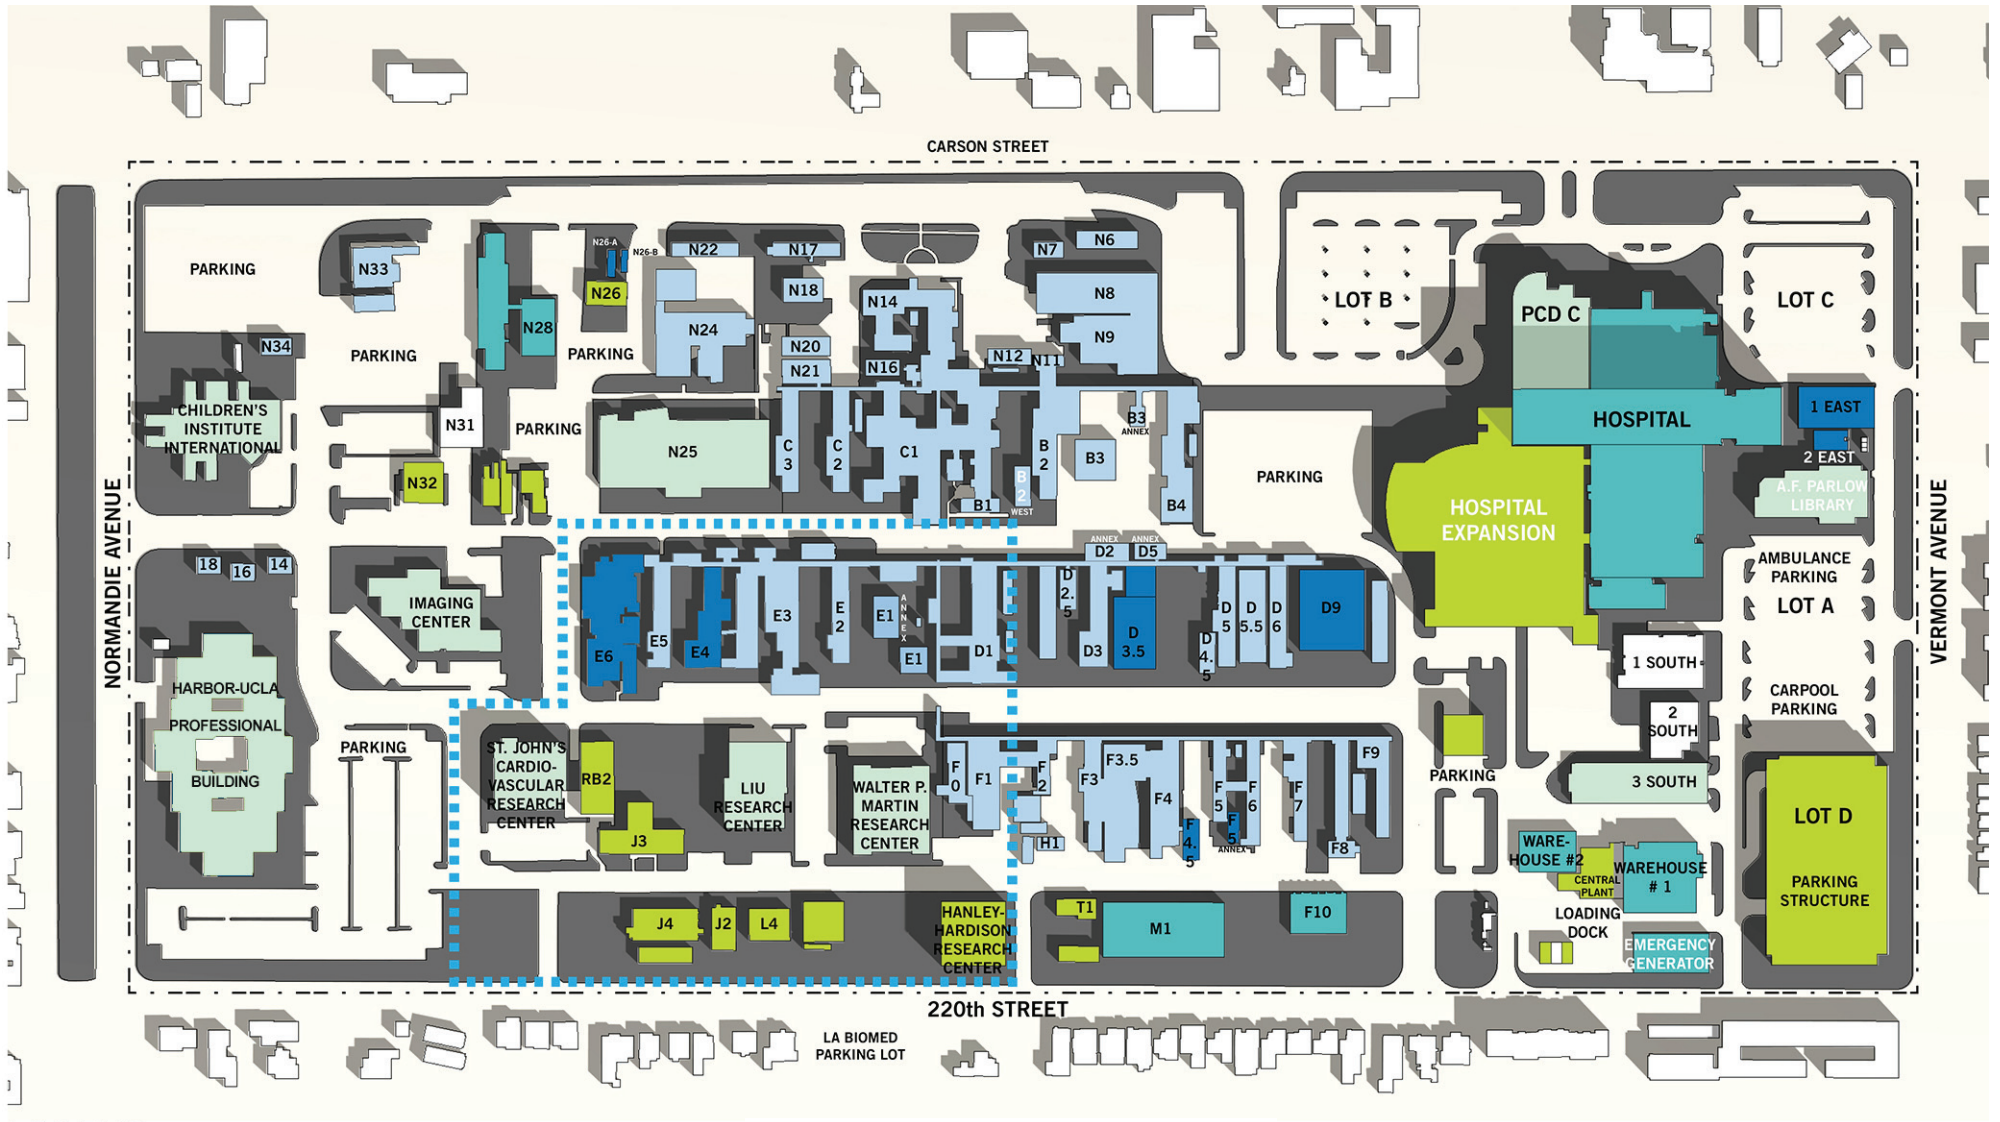 CARSON STREET
N26-A
N26-B
N22
N17
N7
N6
PARKING
N33
N26
N18
N14
N8
LOT B
PCD C
LOT C
N28
N24
N9
N34
PARKING
PARKING
N20
N21
N16
N12
N11
CHILDREN'S
INSTITUTE
INTERNATIONAL
N31
PARKING
N25
C
3
C
2
C1
B
2
B3
ANNEX
B3
HOSPITAL
1 EAST
2 EAST
N32
B
2
WEST
B1
B4
PARKING
HOSPITAL
EXPANSION
A.F. PARLOW
LIBRARY
NORMANDIE AVENUE
VERMONT AVENUE
18
16
14
IMAGING
CENTER
E6
E5
E4
E3
E
2
E1
ANNEX
E1
D1
ANNEX
D2
ANNEX
D5
D
2.
5
D3
D
3.5
D
4.
5
D
5
D
5.5
D
6
D9
AMBULANCE
PARKING
LOT A
1 SOUTH
CARPOOL
PARKING
2
SOUTH
HARBOR-UCLA
PROFESSIONAL
BUILDING
PARKING
ST. JOHN'S
CARDIO-
VASCULAR
RESEARCH
CENTER
RB2
J3
LIU
RESEARCH
CENTER
WALTER P.
MARTIN
RESEARCH
CENTER
F
0
F1
F
2
H1
F3
F3.5
F4
F
4.
5
F
5
F
5
ANNEX
F
6
F
7
F8
F9
PARKING
3 SOUTH
LOT D
PARKING
STRUCTURE
WARE-
HOUSE #2
CENTRAL
PLANT
WAREHOUSE
# 1
LOADING
DOCK
EMERGENCY
GENERATOR
J4
J2
L4
HANLEY-
HARDISON
RESEARCH
CENTER
T1
M1
F10
220th STREET
LA BIOMED
PARKING LOT